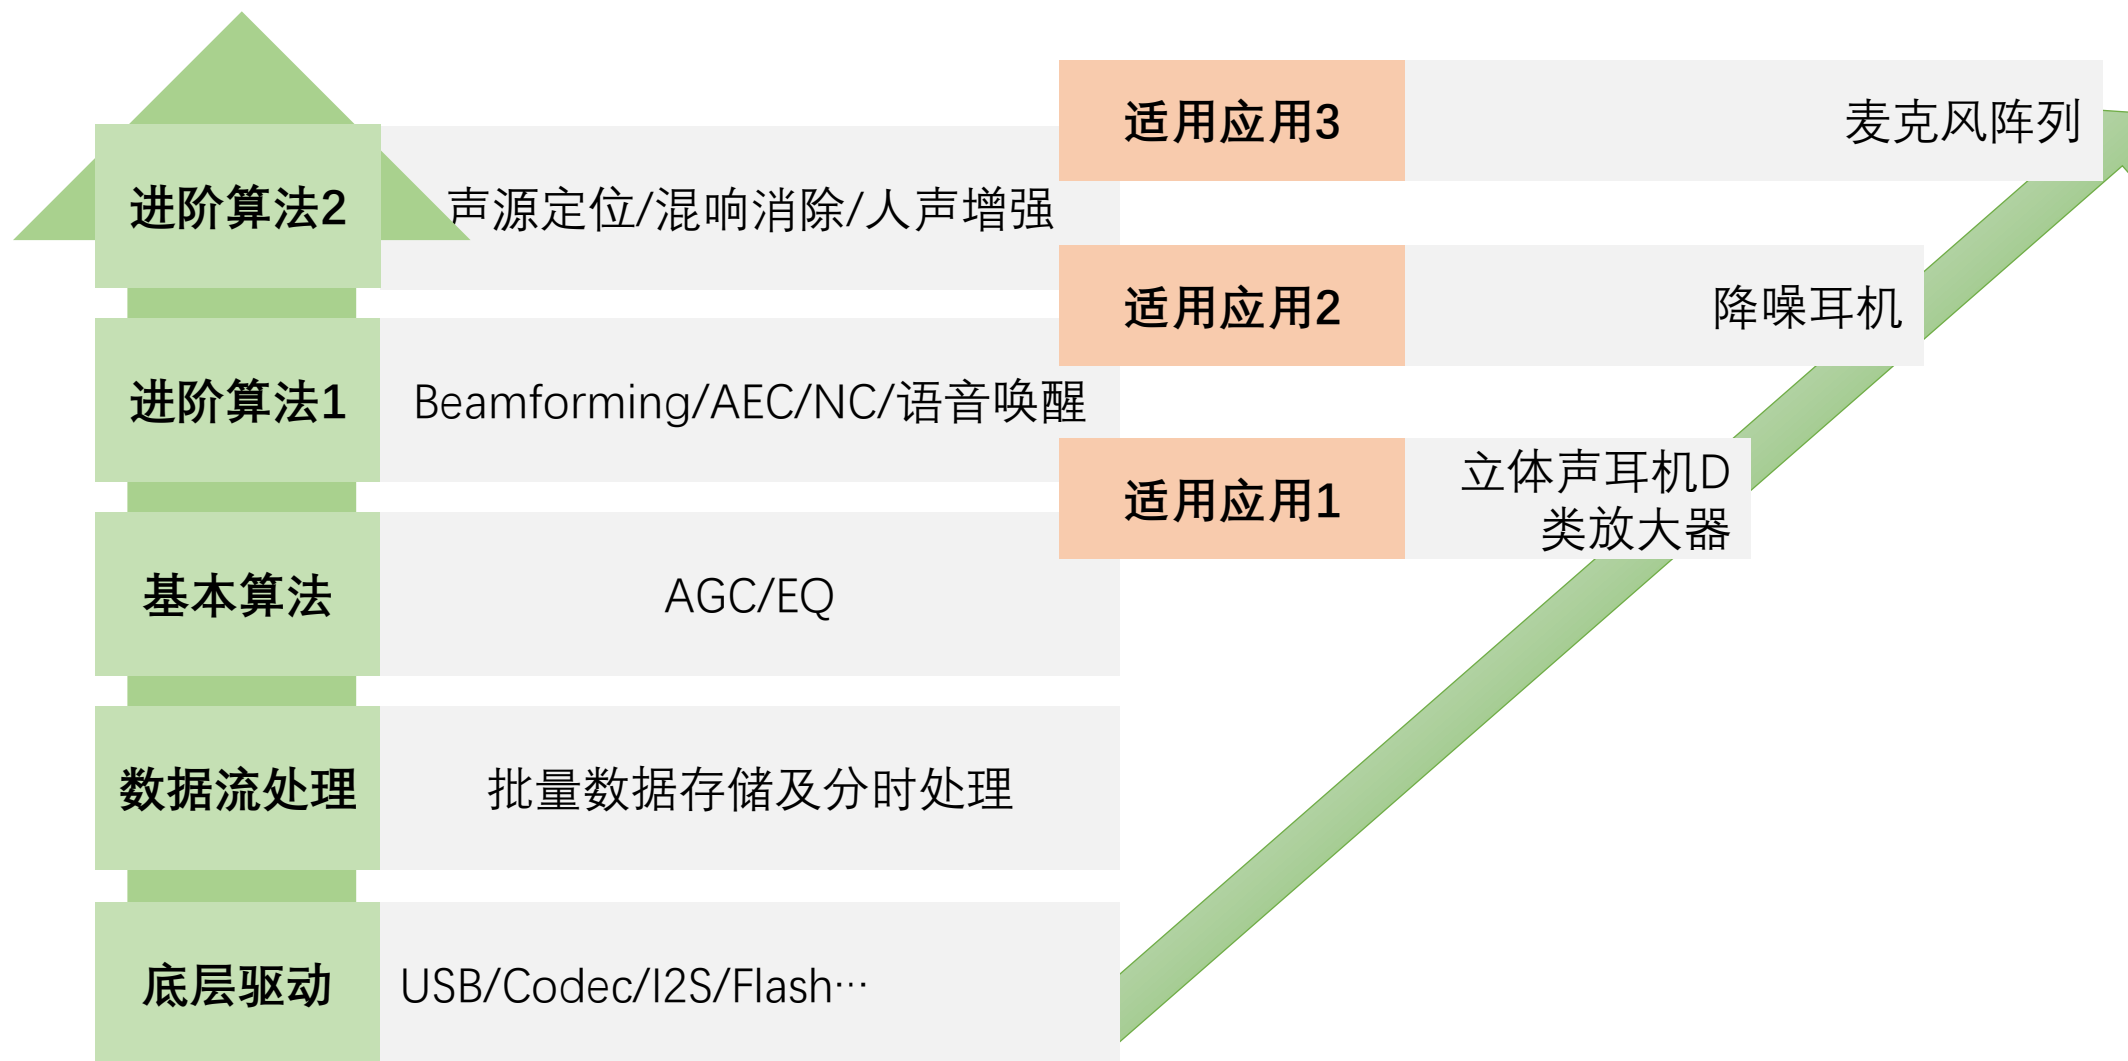 进阶算法2
声源定位/混响消除/人声增强
进阶算法1
Beamforming/AEC/NC/语音唤醒
基本算法
AGC/EQ
数据流处理
批量数据存储及分时处理
底层驱动
USB/Codec/I2S/Flash…
适用应用3
麦克风阵列
适用应用2
降噪耳机
适用应用1
立体声耳机D
类放大器